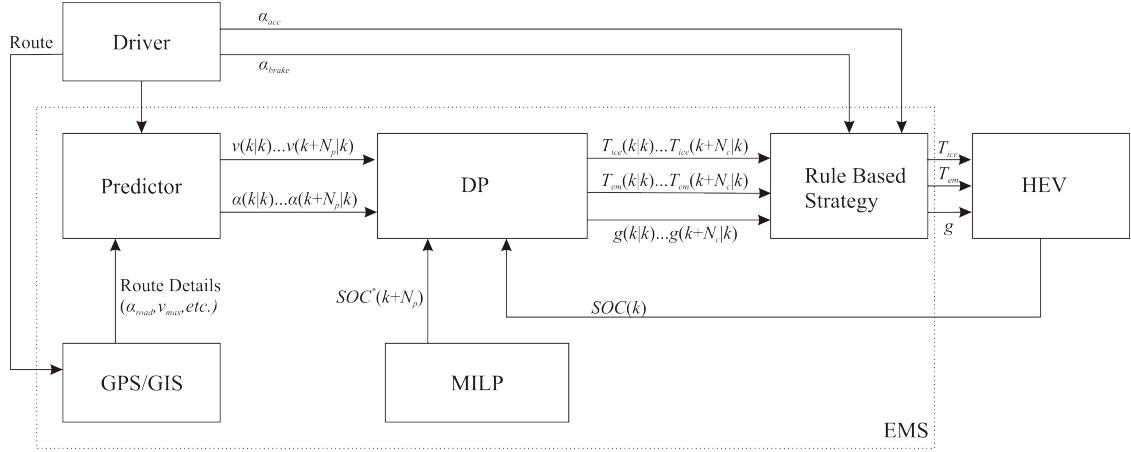 α_acc
Route
Driver
α_brake
v(k|k)...v(k+N_p|k)
T_ice(k|k)...T_ice(k+N_c|k)
T_ice
Predictor
DP
T_em(k|k)...T_em(k+N_c|k)
Rule Based
Strategy
T_em
HEV
α(k|k)...α(k+N_p|k)
g(k|k)...g(k+N_c|k)
g
Route Details
(α_road,v_max,etc.)
SOC*(k+N_p)
SOC(k)
GPS/GIS
MILP
EMS